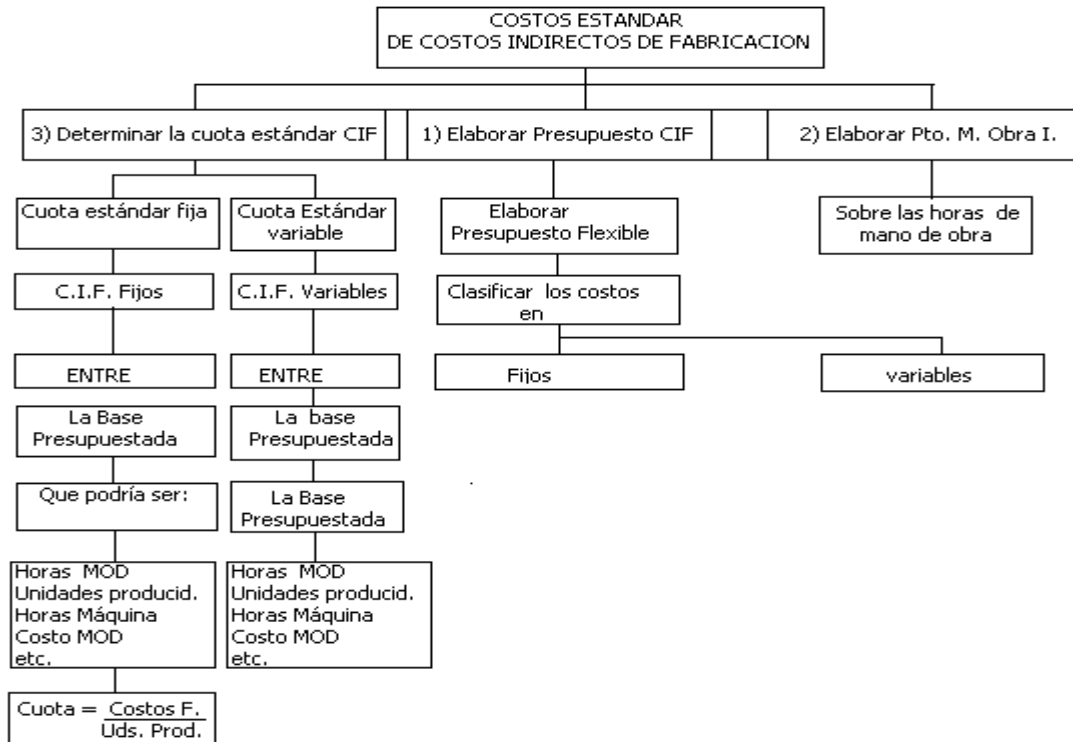 COSTOS ESTANDAR
DE COSTOS INDIRECTOS DE FABRICACION
3) Determinar la cuota estándar CIF
1) Elaborar Presupuesto CIF
2) Elaborar Pto. M. Obra I.
Cuota estándar fija
Cuota Estándar
variable
Elaborar
Presupuesto Flexible
Sobre las horas de
mano de obra
C.I.F. Fijos
C.I.F. Variables
Clasificar los costos
en
ENTRE
ENTRE
Fijos
variables
La Base
Presupuestada
La base
Presupuestada
Que podría ser:
La Base
Presupuestada
Horas MOD
Unidades producid.
Horas Máquina
Costo MOD
etc.
Horas MOD
Unidades producid.
Horas Máquina
Costo MOD
etc.
Cuota = Costos F.
Uds. Prod.